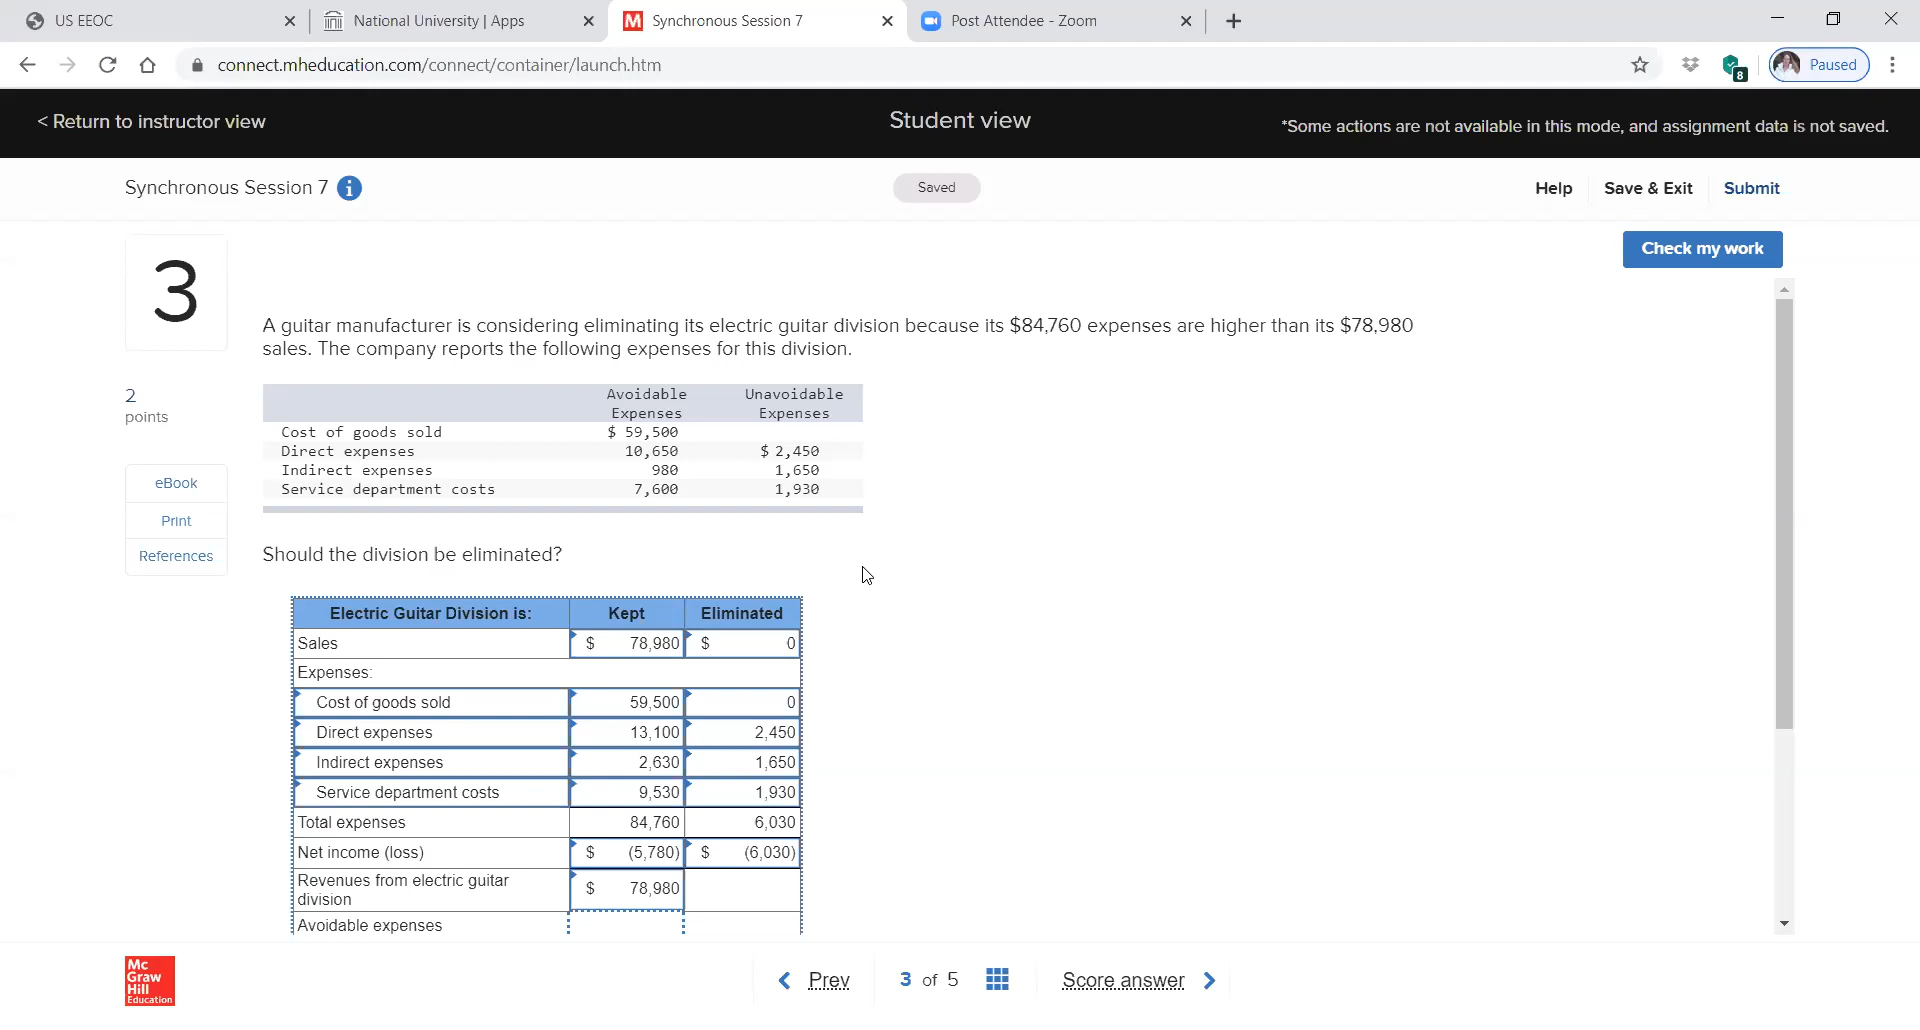 US EEOC
National University | Apps
M Synchronous Session 7
Post Attendee - Zoom
connect.mheducation.com/connect/container/launch.htm
8
Paused
< Return to instructor view
Student view
*Some actions are not available in this mode, and assignment data is not saved.
Synchronous Session 7 i
Saved
Help
Save & Exit
Submit
Check my work
3
2
points
eBook
Print
References
A guitar manufacturer is considering eliminating its electric guitar division because its $84,760 expenses are higher than its $78,980
sales. The company reports the following expenses for this division.
Avoidable Unavoidable
Expenses Expenses
Cost of goods sold $ 59,500
Direct expenses 10,650 $ 2,450
Indirect expenses 980 1,650
Service department costs 7,600 1,930
Should the division be eliminated?
Electric Guitar Division is: Kept Eliminated
Sales $ 78,980 $ 0
Expenses:
Cost of goods sold 59,500 0
Direct expenses 13,100 2,450
Indirect expenses 2,630 1,650
Service department costs 9,530 1,930
Total expenses 84,760 6,030
Net income (loss) $ (5,780) $ (6,030)
Revenues from electric guitar
division $ 78,980
Avoidable expenses
Mc
Graw
Hill
Education
Prev
3 of 5
Score answer